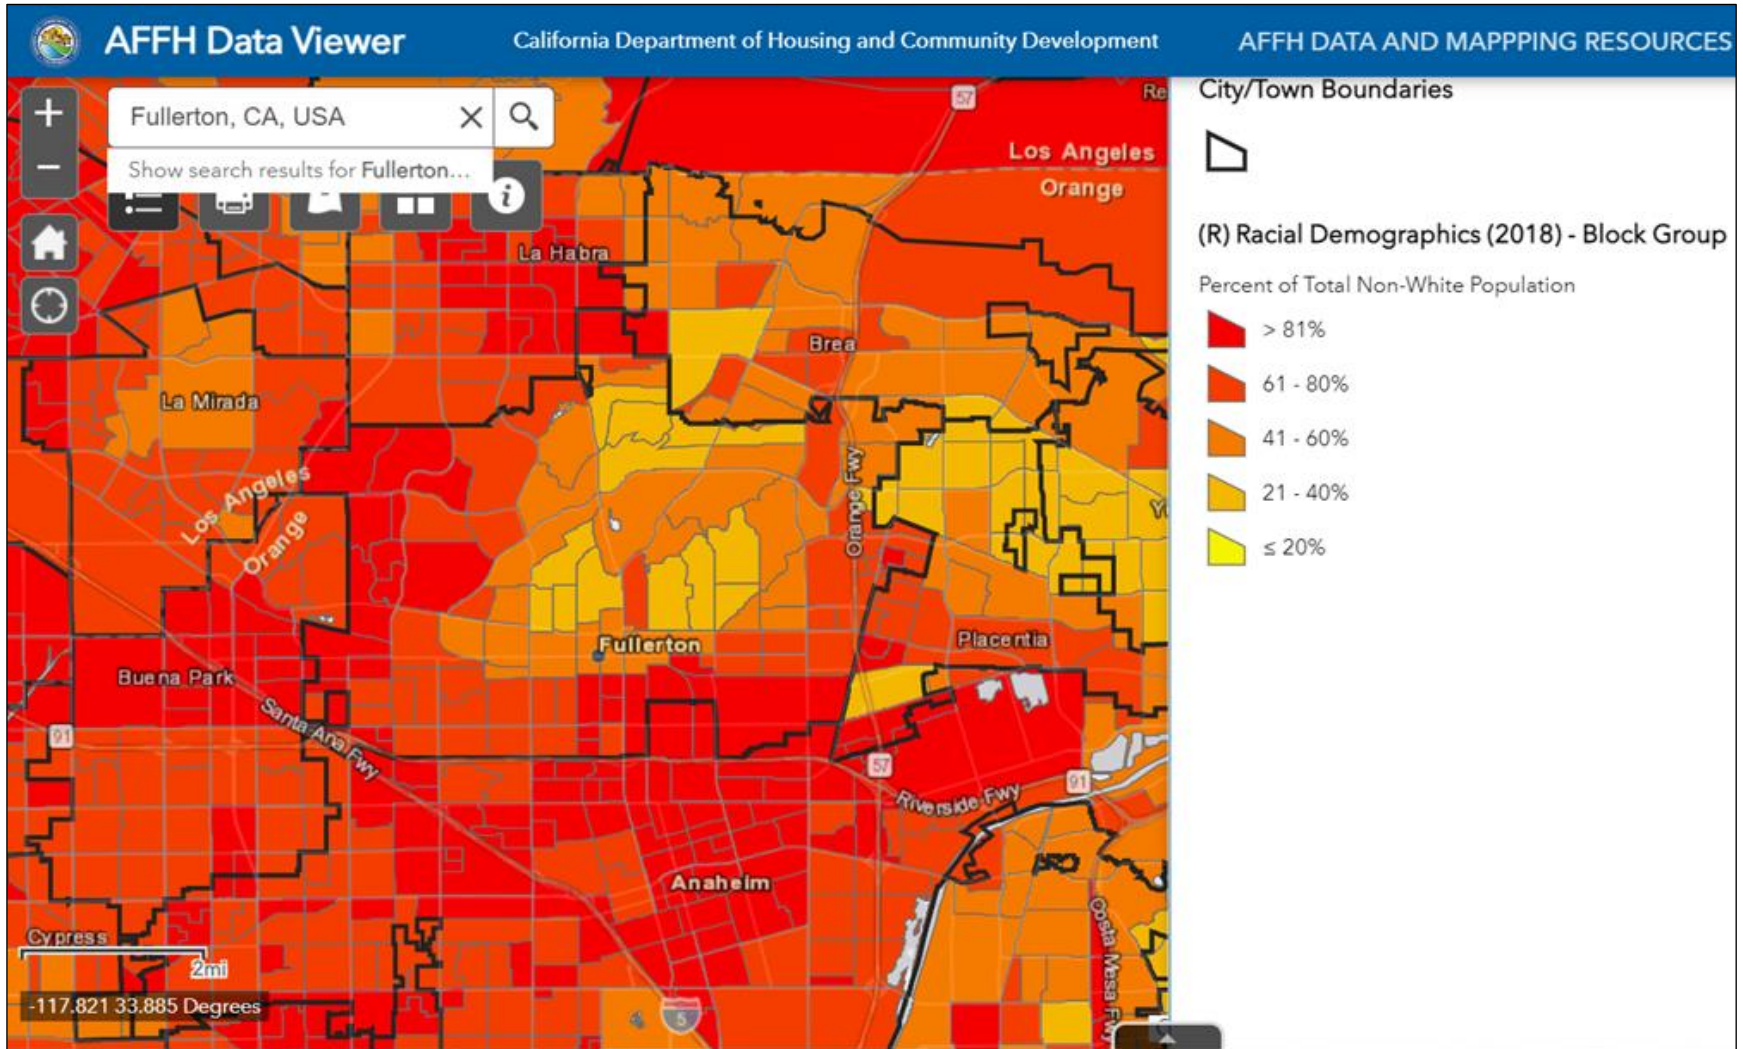 AFFH Data Viewer
California Department of Housing and Community Development
AFFH DATA AND MAPPPING RESOURCES
+
Fullerton, CA, USA
Show search results for Fullerton...
−
i
57
Re
Los Angeles
Orange
La Habra
Brea
La Mirada
Los Angeles
Orange
Orange Fwy
Fullerton
Placentia
Buena Park
Santa Ana Fwy
91
57
91
Riverside Fwy
Anaheim
Costa Mesa Fwy
Cypress
2mi
-117.821 33.885 Degrees
5
City/Town Boundaries
(R) Racial Demographics (2018) - Block Group
Percent of Total Non-White Population
> 81%
61 - 80%
41 - 60%
21 - 40%
≤ 20%